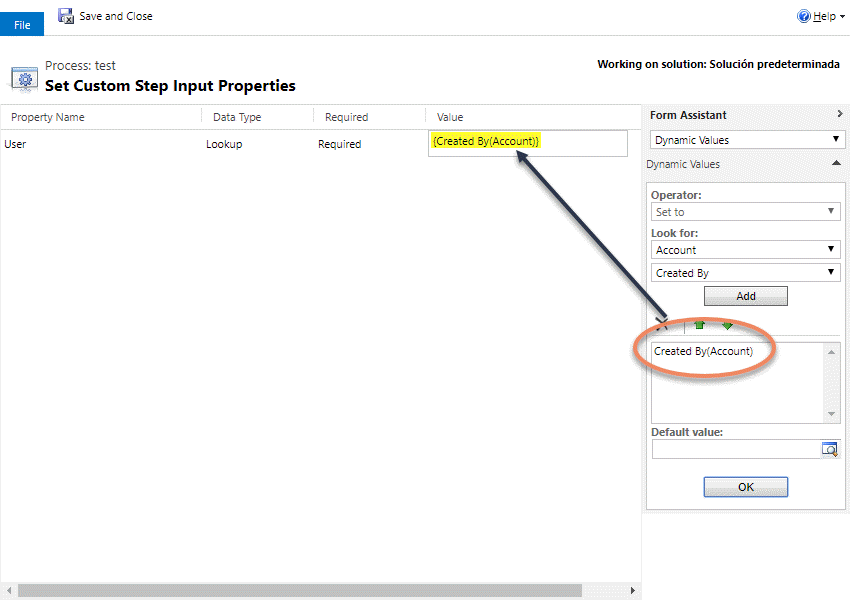 File
Save and Close
Help
Process: test
Working on solution: Solución predeterminada
Set Custom Step Input Properties
Property Name Data Type Required Value
User Lookup Required {Created By(Account)}
Form Assistant
Dynamic Values
Dynamic Values
Operator:
Set to
Look for:
Account
Created By
Add
Created By(Account)
Default value:
OK